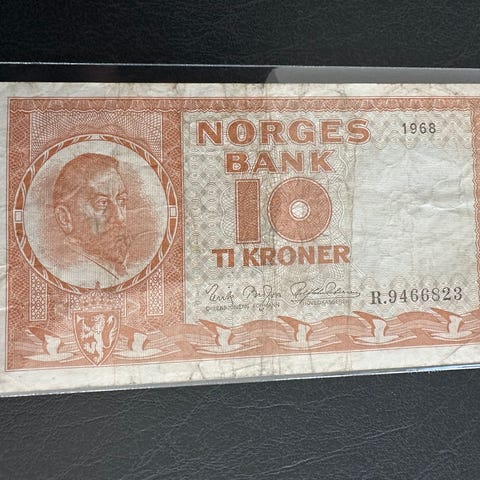 NORGES
1968
BANK
10
TI KRONER
R.9466823